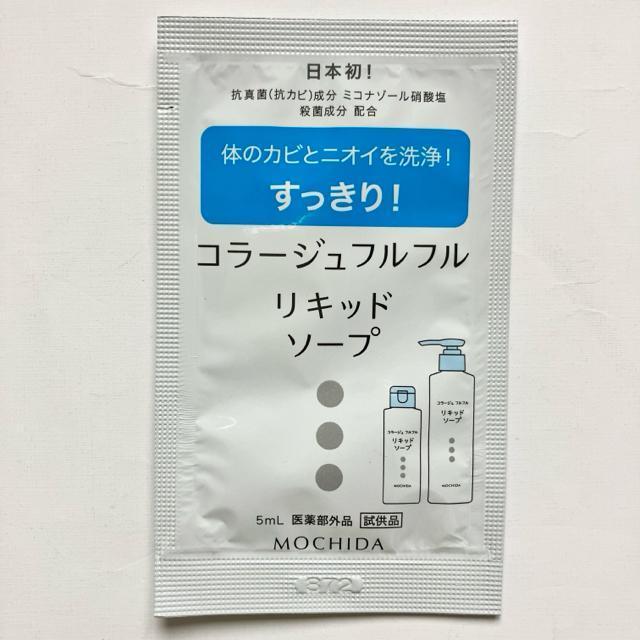 日本初！
抗真菌(抗カビ)成分 ミコナゾール硝酸塩
殺菌成分 配合
体のカビとニオイを洗浄！
すっきり！
コラージュフルフル
リキッド
ソープ
コラージュ フルフル
リキッド
ソープ
MOCHIDA
コラージュ フルフル
リキッド
ソープ
MOCHIDA
5mL 医薬部外品 試供品
MOCHIDA
372